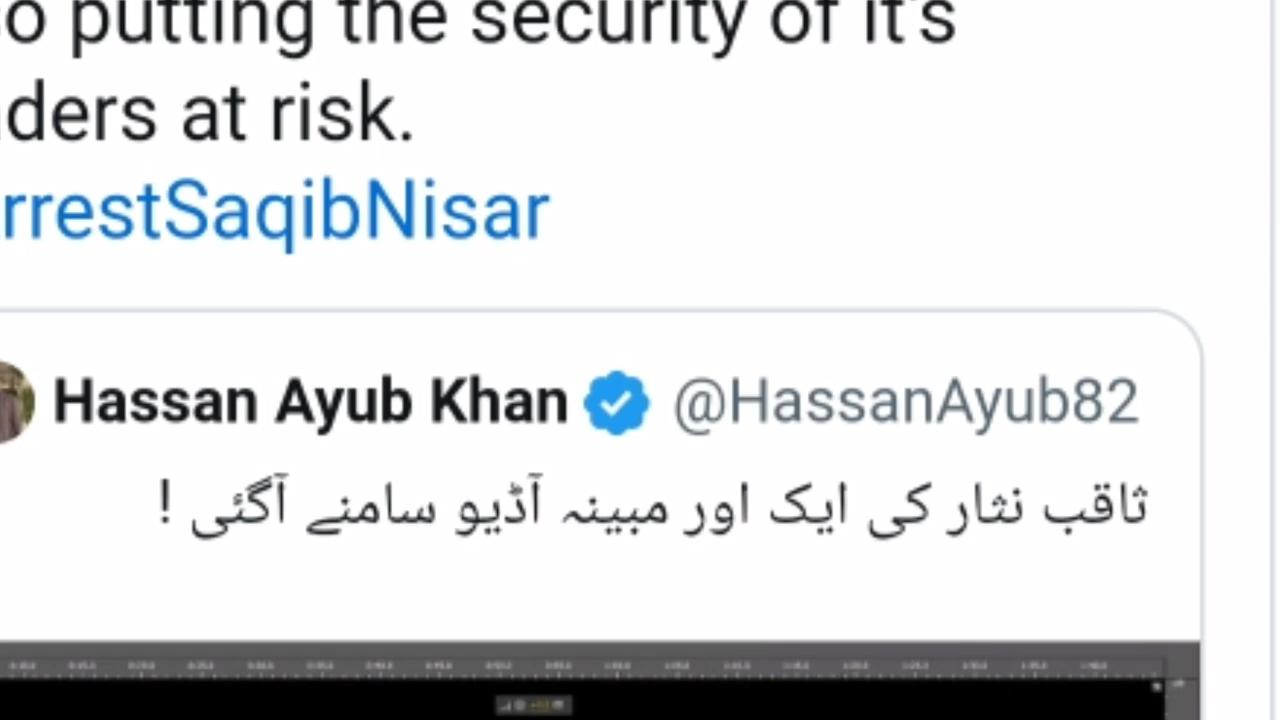 putting the security of it's
at risk.
rrestSaqibNisar
Hassan Ayub Khan @HassanAyub82
ثاقب نثار کی ایک اور مبینہ آڈیو سامنے آگئی !